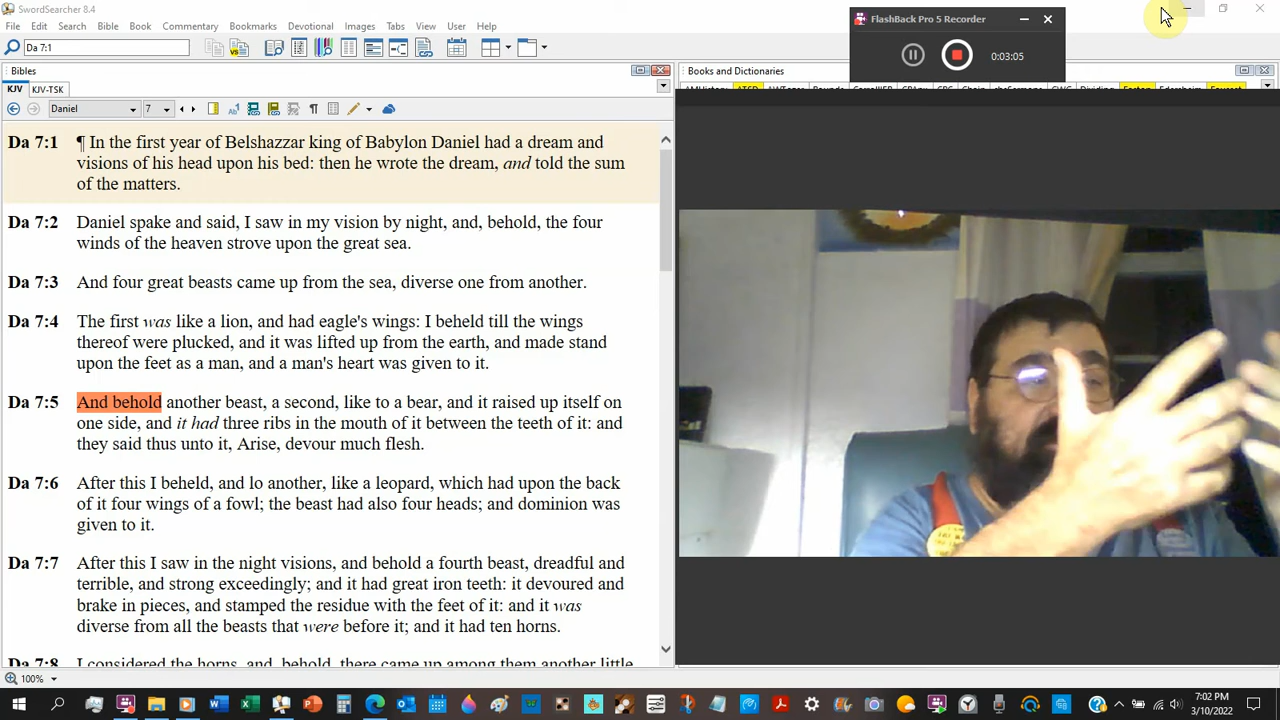 SwordSearcher 8.4
File Edit Search Bible Book Commentary Bookmarks Devotional Images Tabs View User Help
FlashBack Pro 5 Recorder
0:03:05
Da 7:1
Bibles
Books and Dictionaries
KJV KJV-TSK
Daniel 7
Da 7:1 ¶ In the first year of Belshazzar king of Babylon Daniel had a dream and
visions of his head upon his bed: then he wrote the dream, and told the sum
of the matters.
Da 7:2 Daniel spake and said, I saw in my vision by night, and, behold, the four
winds of the heaven strove upon the great sea.
Da 7:3 And four great beasts came up from the sea, diverse one from another.
Da 7:4 The first was like a lion, and had eagle's wings: I beheld till the wings
thereof were plucked, and it was lifted up from the earth, and made stand
upon the feet as a man, and a man's heart was given to it.
Da 7:5 And behold another beast, a second, like to a bear, and it raised up itself on
one side, and it had three ribs in the mouth of it between the teeth of it: and
they said thus unto it, Arise, devour much flesh.
Da 7:6 After this I beheld, and lo another, like a leopard, which had upon the back
of it four wings of a fowl; the beast had also four heads; and dominion was
given to it.
Da 7:7 After this I saw in the night visions, and behold a fourth beast, dreadful and
terrible, and strong exceedingly; and it had great iron teeth: it devoured and
brake in pieces, and stamped the residue with the feet of it: and it was
diverse from all the beasts that were before it; and it had ten horns.
Da 7:8 I considered the horns, and, behold, there came up among them another little
100%
7:02 PM
3/10/2022